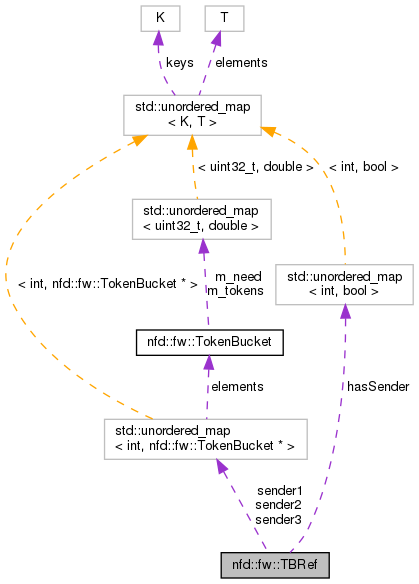 K
T
keys
elements
std::unordered_map
< K, T >
< uint32_t, double >
< int, bool >
std::unordered_map
< uint32_t, double >
< int, nfd::fw::TokenBucket * >
m_need
m_tokens
std::unordered_map
< int, bool >
nfd::fw::TokenBucket
elements
hasSender
std::unordered_map
< int, nfd::fw::TokenBucket * >
sender1
sender2
sender3
nfd::fw::TBRef